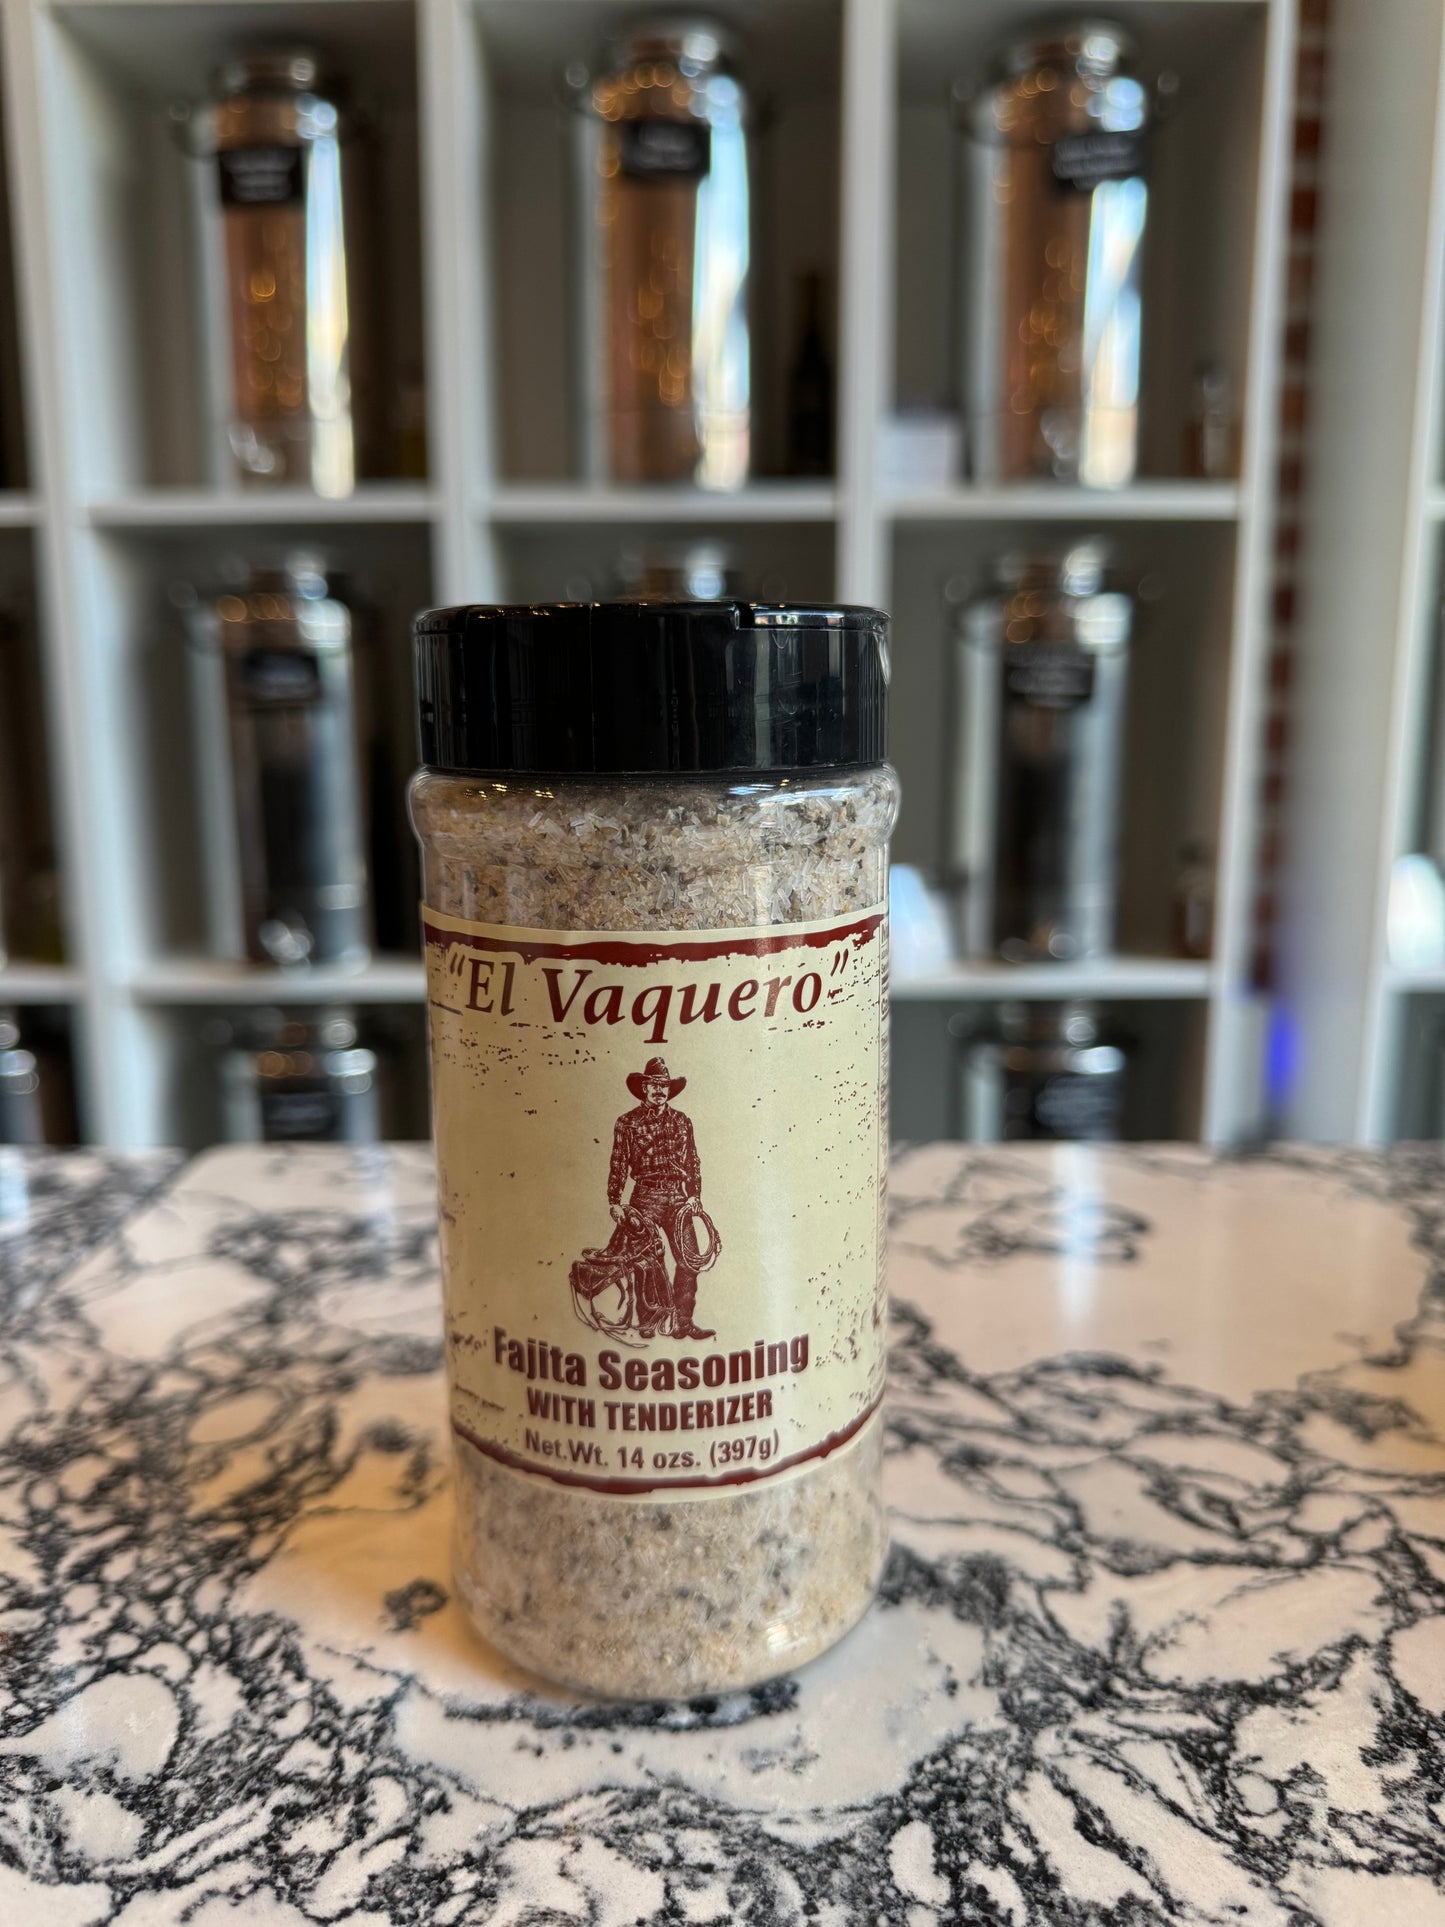 "El Vaquero"
Fajita Seasoning
WITH TENDERIZER
Net.Wt. 14 ozs. (397g)